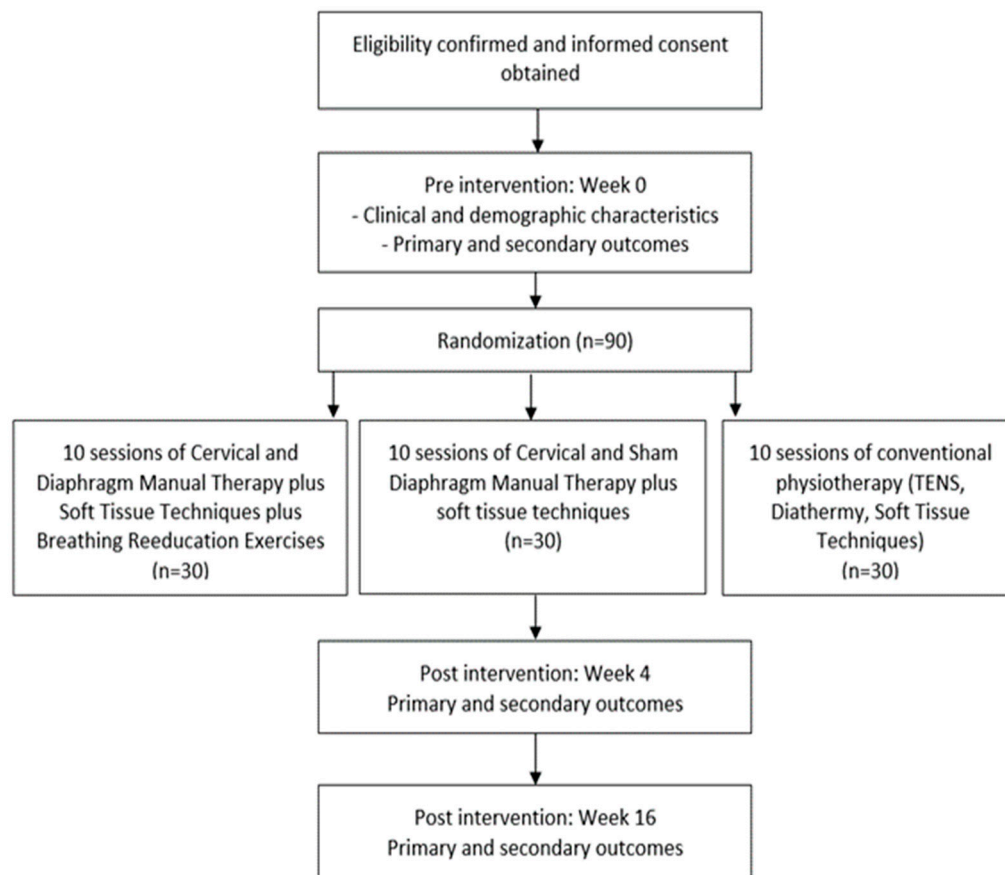 Eligibility confirmed and informed consent
obtained
Pre intervention: Week 0
- Clinical and demographic characteristics
- Primary and secondary outcomes
Randomization (n=90)
10 sessions of Cervical and
Diaphragm Manual Therapy plus
Soft Tissue Techniques plus
Breathing Reeducation Exercises
(n=30)
10 sessions of Cervical and Sham
Diaphragm Manual Therapy plus
soft tissue techniques
(n=30)
10 sessions of conventional
physiotherapy (TENS,
Diathermy, Soft Tissue
Techniques)
(n=30)
Post intervention: Week 4
Primary and secondary outcomes
Post intervention: Week 16
Primary and secondary outcomes